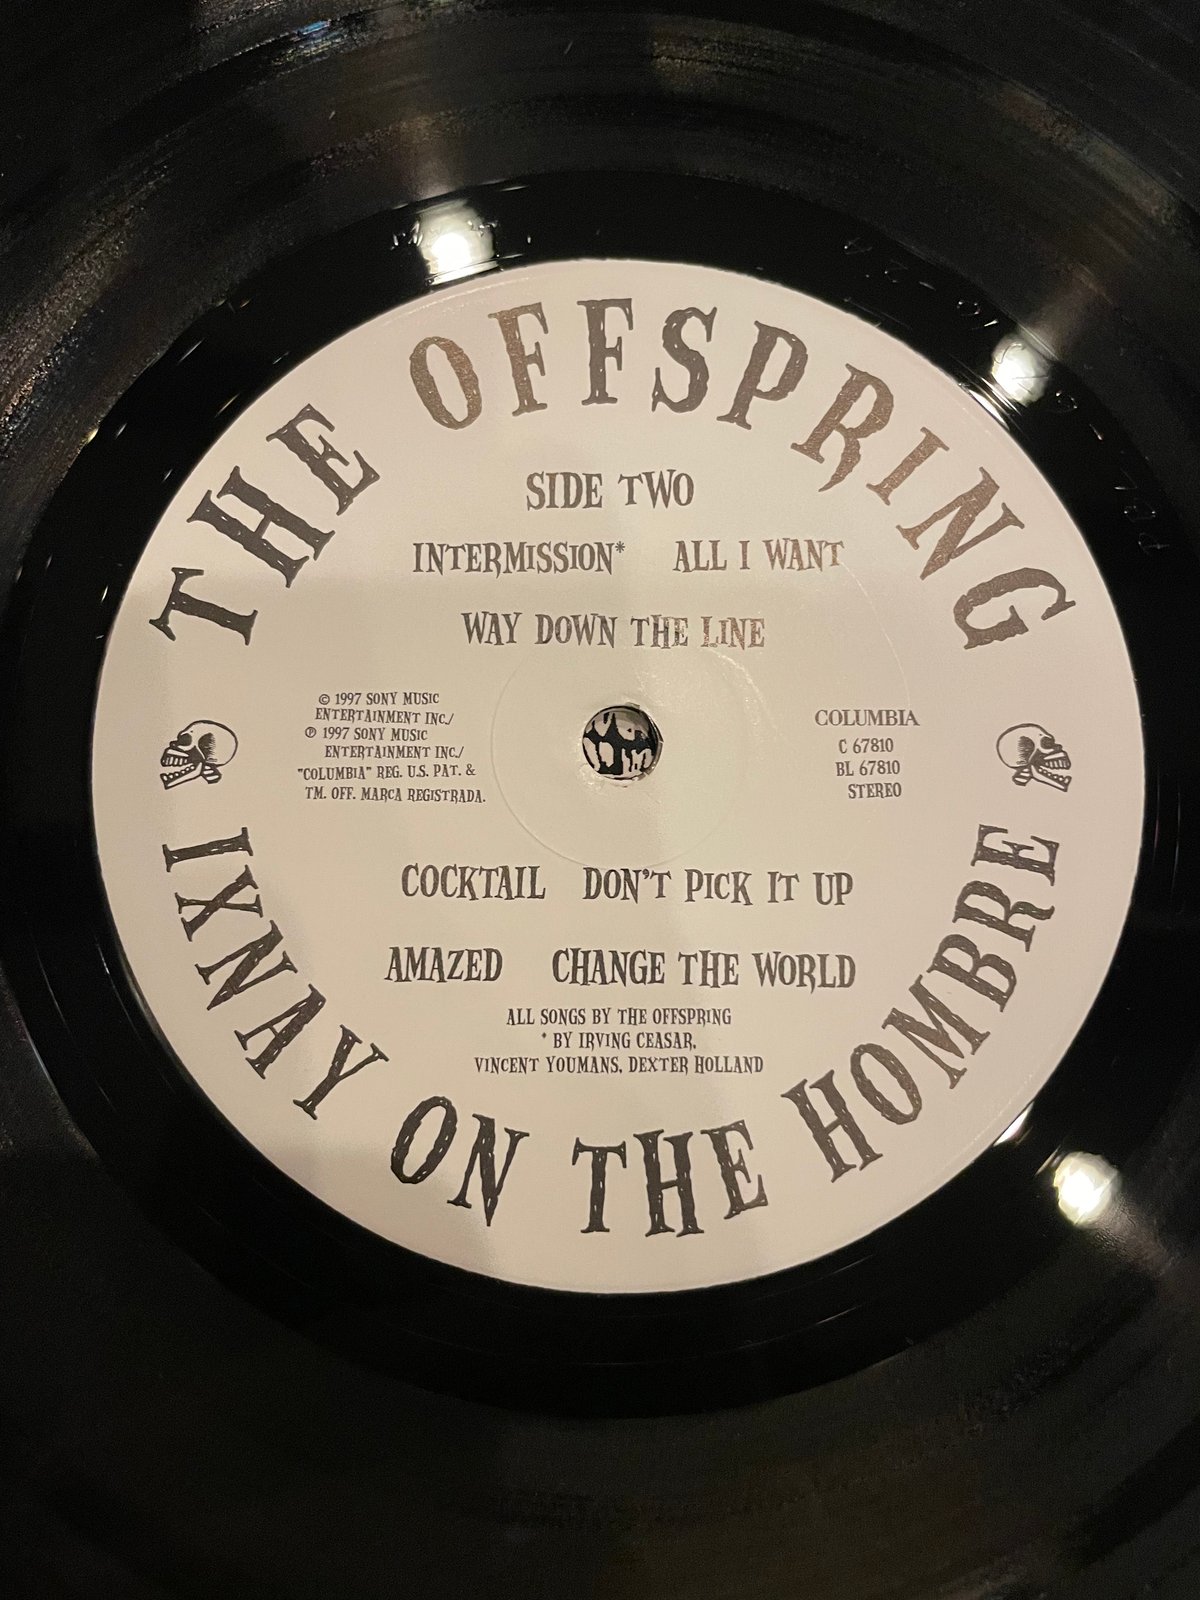 THE OFFSPRING
SIDE TWO
INTERMISSION* ALL I WANT
WAY DOWN THE LINE
© 1997 SONY MUSIC
ENTERTAINMENT INC./
℗ 1997 SONY MUSIC
ENTERTAINMENT INC./
"COLUMBIA" REG. U.S. PAT. &
TM. OFF. MARCA REGISTRADA.
COLUMBIA
C 67810
BL 67810
STEREO
COCKTAIL DON'T PICK IT UP
AMAZED CHANGE THE WORLD
ALL SONGS BY THE OFFSPRING
* BY IRVING CEASAR,
VINCENT YOUMANS, DEXTER HOLLAND
IXNAY ON THE HOMBRE